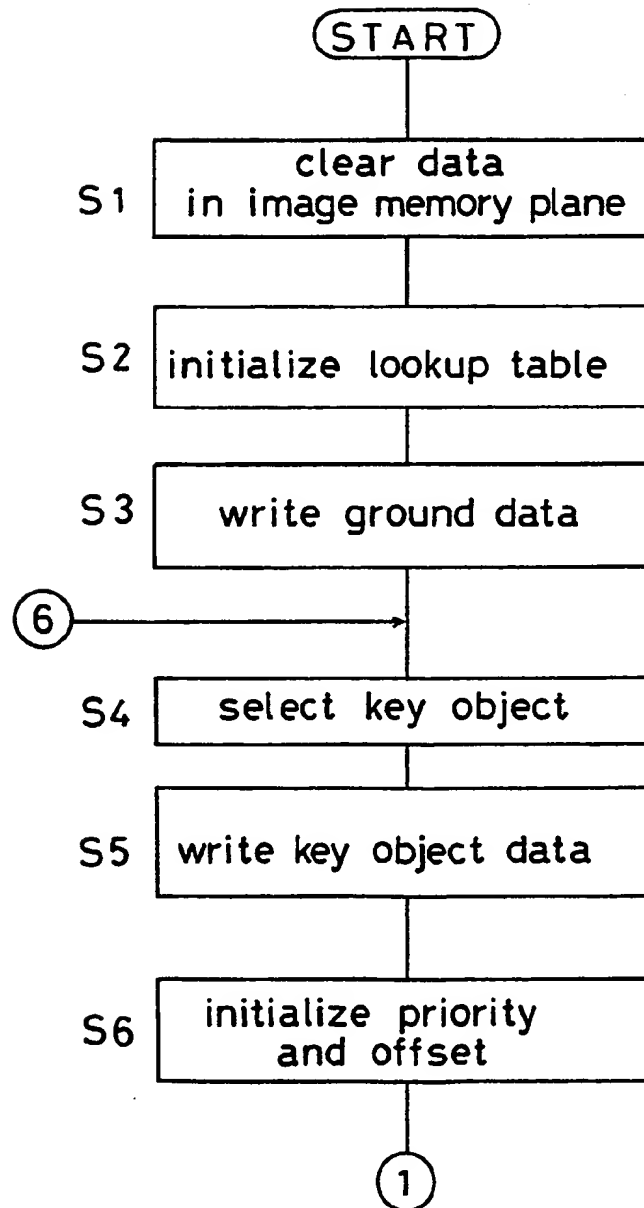 START
S1
clear data
in image memory plane
S2
initialize lookup table
S3
write ground data
6
S4
select key object
S5
write key object data
S6
initialize priority
and offset
1